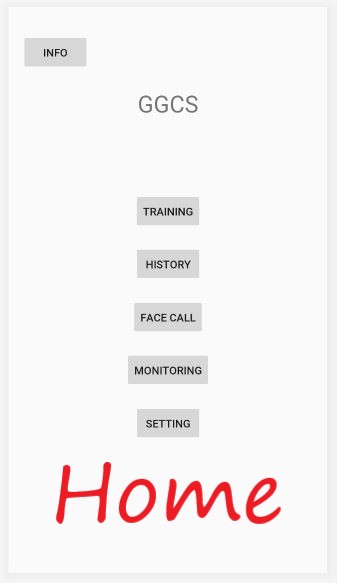 INFO
GGCS
TRAINING
HISTORY
FACE CALL
MONITORING
SETTING
Home